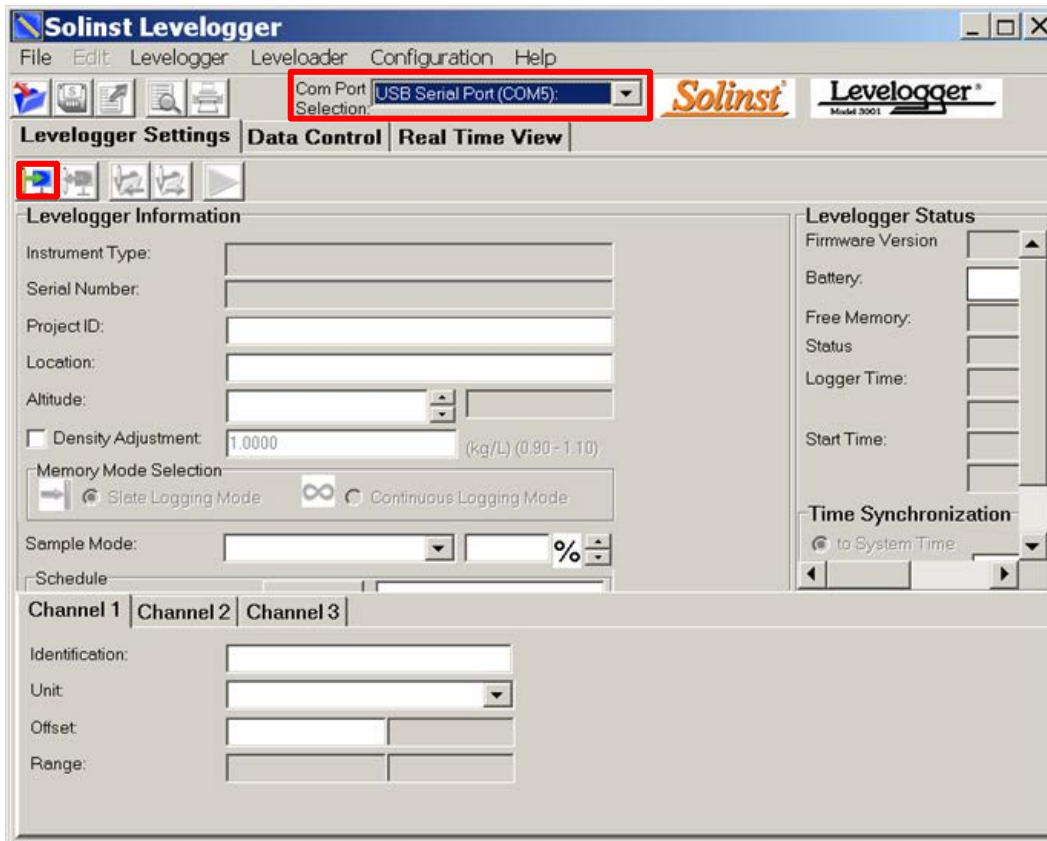 Solinst Levelogger
File Edit Levelogger Leveloader Configuration Help
Com Port Selection: USB Serial Port (COM5):
Solinst
Levelogger
Model 3001
Levelogger Settings Data Control Real Time View
Levelogger Information
Instrument Type:
Serial Number:
Project ID:
Location:
Altitude:
Density Adjustment: 1.0000 (kg/L) (0.90 - 1.10)
Memory Mode Selection
Slate Logging Mode Continuous Logging Mode
Sample Mode: %
Schedule
Levelogger Status
Firmware Version
Battery:
Free Memory:
Status
Logger Time:
Start Time:
Time Synchronization
to System Time
Channel 1 Channel 2 Channel 3
Identification:
Unit:
Offset:
Range: